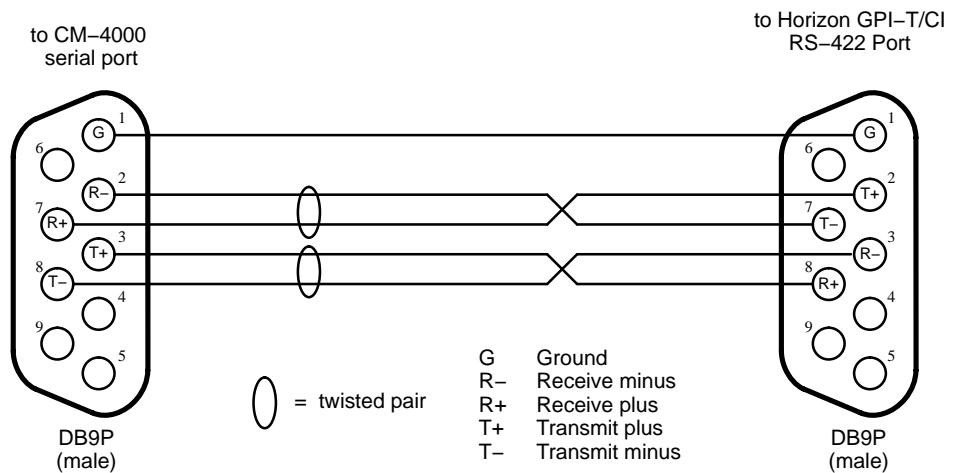 to CM−4000
serial port
to Horizon GPI−T/CI
RS−422 Port
G 1
6
R− 2
7 R+
T+ 3
8 T−
4
9
5
G 1
6
T+ 2
7 T−
R− 3
8 R+
4
9
5
= twisted pair
G Ground
R− Receive minus
R+ Receive plus
T+ Transmit plus
T− Transmit minus
DB9P
(male)
DB9P
(male)